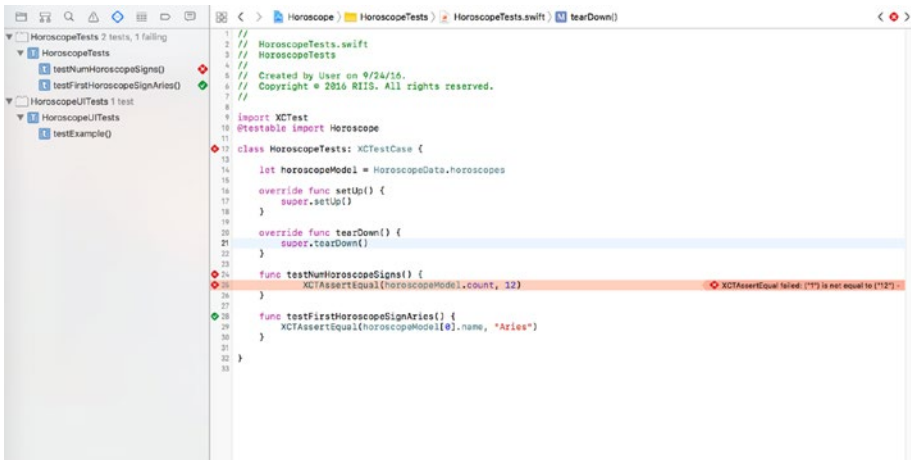 Horoscope HoroscopeTests HoroscopeTests.swift M tearDown()
HoroscopeTests 2 tests, 1 failing
HoroscopeTests
testNumHoroscopeSigns()
testFirstHoroscopeSignAries()
HoroscopeUITests 1 test
HoroscopeUITests
testExample()
1 //
2 // HoroscopeTests.swift
3 // HoroscopeTests
4 //
5 // Created by User on 9/24/16.
6 // Copyright © 2016 RIIS. All rights reserved.
7 //
8
9 import XCTest
10 @testable import Horoscope
11
12 class HoroscopeTests: XCTestCase {
13
14 let horoscopeModel = HoroscopeData.horoscopes
15
16 override func setUp() {
17 super.setUp()
18 }
19
20 override func tearDown() {
21 super.tearDown()
22 }
23
24 func testNumHoroscopeSigns() {
25 XCTAssertEqual(horoscopeModel.count, 12) XCTAssertEqual failed: ("1") is not equal to ("12") -
26 }
27
28 func testFirstHoroscopeSignAries() {
29 XCTAssertEqual(horoscopeModel[0].name, "Aries")
30 }
31
32 }
33